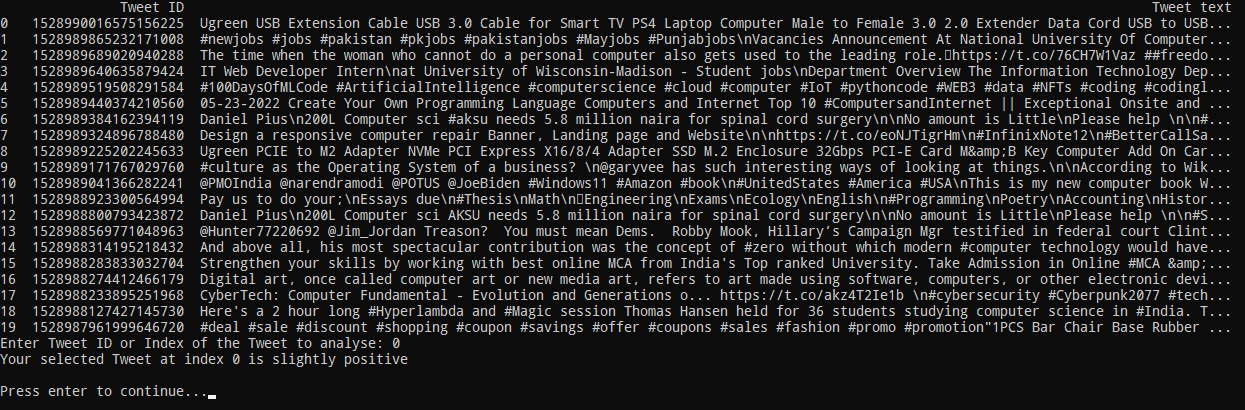 Tweet ID Tweet text
0 1528990016575156225 Ugreen USB Extension Cable USB 3.0 Cable for Smart TV PS4 Laptop Computer Male to Female 3.0 2.0 Extender Data Cord USB to USB...
1 1528989865232171008 #newjobs #jobs #pakistan #pkjobs #pakistanjobs #Mayjobs #Punjabjobs\nVacancies Announcement At National University Of Computer...
2 1528989689020940288 The time when the woman who cannot do a personal computer also gets used to the leading role.▯https://t.co/76CH7W1Vaz ##freedo...
3 1528989640635879424 IT Web Developer Intern\nat University of Wisconsin-Madison - Student jobs\nDepartment Overview The Information Technology Dep...
4 1528989519508291584 #100DaysOfMLCode #ArtificialIntelligence #computerscience #cloud #computer #IoT #pythoncode #WEB3 #data #NFTs #coding #codingl...
5 1528989440374210560 05-23-2022 Create Your Own Programming Language Computers and Internet Top 10 #ComputersandInternet || Exceptional Onsite and ...
6 1528989384162394119 Daniel Pius\n200L Computer sci #aksu needs 5.8 million naira for spinal cord surgery\n\nNo amount is Little\nPlease help \n\n#...
7 1528989324896788480 Design a responsive computer repair Banner, Landing page and Website\n\nhttps://t.co/eoNJTigrHm\n#InfinixNote12\n#BetterCallSa...
8 1528989225202245633 Ugreen PCIE to M2 Adapter NVMe PCI Express X16/8/4 Adapter SSD M.2 Enclosure 32Gbps PCI-E Card M&amp;B Key Computer Add On Car...
9 1528989171767029760 #culture as the Operating System of a business? \n@garyvee has such interesting ways of looking at things.\n\nAccording to Wik...
10 1528989041366282241 @PMOIndia @narendramodi @POTUS @JoeBiden #Windows11 #Amazon #book\n#UnitedStates #America #USA\nThis is my new computer book W...
11 1528988923300564994 Pay us to do your;\nEssays due\n#Thesis\nMath\n▯Engineering\nExams\nEcology\nEnglish\n#Programming\nPoetry\nAccounting\nHistor...
12 1528988800793423872 Daniel Pius\n200L Computer sci AKSU needs 5.8 million naira for spinal cord surgery\n\nNo amount is Little\nPlease help \n\n#S...
13 1528988569771048963 @Hunter77220692 @Jim_Jordan Treason? You must mean Dems. Robby Mook, Hillary’s Campaign Mgr testified in federal court Clint...
14 1528988314195218432 And above all, his most spectacular contribution was the concept of #zero without which modern #computer technology would have...
15 1528988283833032704 Strengthen your skills by working with best online MCA from India's Top ranked University. Take Admission in Online #MCA &amp;...
16 1528988274412466179 Digital art, once called computer art or new media art, refers to art made using software, computers, or other electronic devi...
17 1528988233895251968 CyberTech: Computer Fundamental - Evolution and Generations o... https://t.co/akz4T2Ie1b \n#cybersecurity #Cyberpunk2077 #tech...
18 1528988127427145730 Here's a 2 hour long #Hyperlambda and #Magic session Thomas Hansen held for 36 students studying computer science in #India. T...
19 1528987961999646720 #deal #sale #discount #shopping #coupon #savings #offer #coupons #sales #fashion #promo #promotion"1PCS Bar Chair Base Rubber ...
Enter Tweet ID or Index of the Tweet to analyse: 0
Your selected Tweet at index 0 is slightly positive
Press enter to continue...